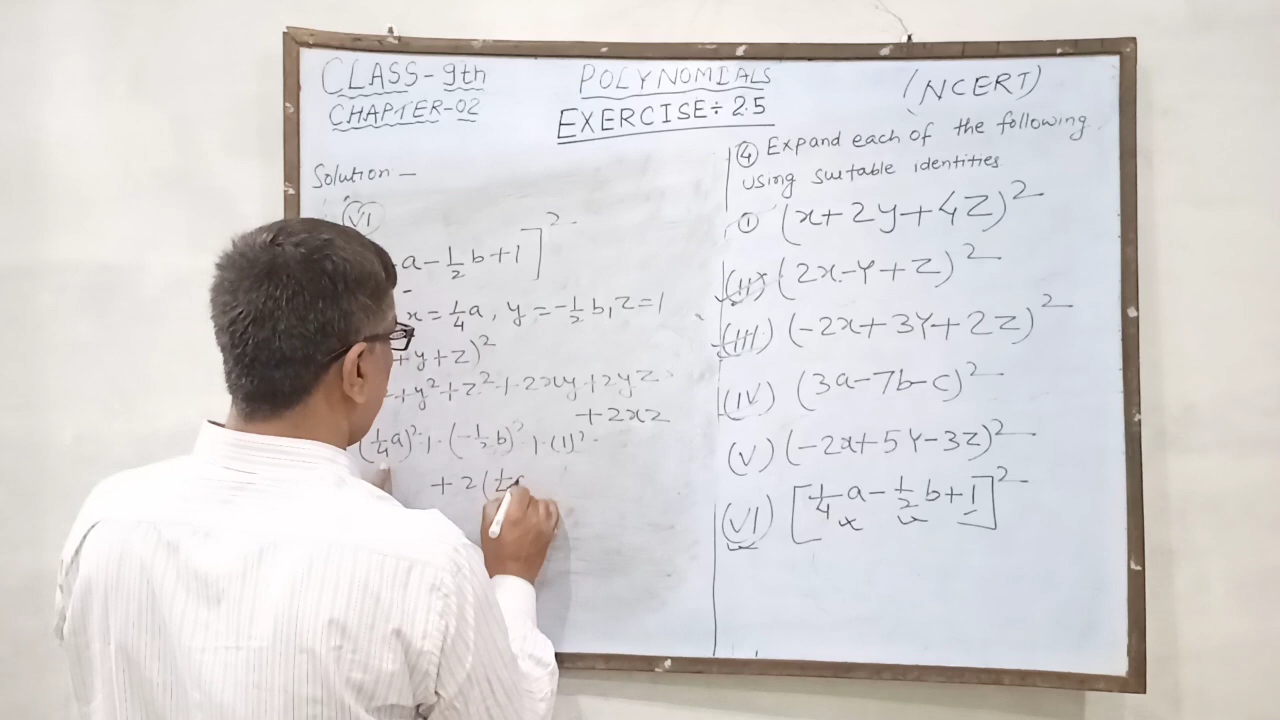 CLASS-9th
CHAPTER-02
POLYNOMIALS
EXERCISE÷2.5
(NCERT)
Solution —
(VI)
a-1/2 b+1]²
x=1/4 a, y=-1/2 b, z=1
+y+z)²
+y²+z²+2xy+2yz
+2xz
(1/4 a)²+(-1/2 b)²+(1)²
+2(1/4
④ Expand each of the following
using suitable identities
① (x+2y+4z)²
(II) (2x-y+z)²
(III) (-2x+3y+2z)²
(IV) (3a-7b-c)²
(V) (-2x+5y-3z)²
(VI) [1/4 a-1/2 b+1]²